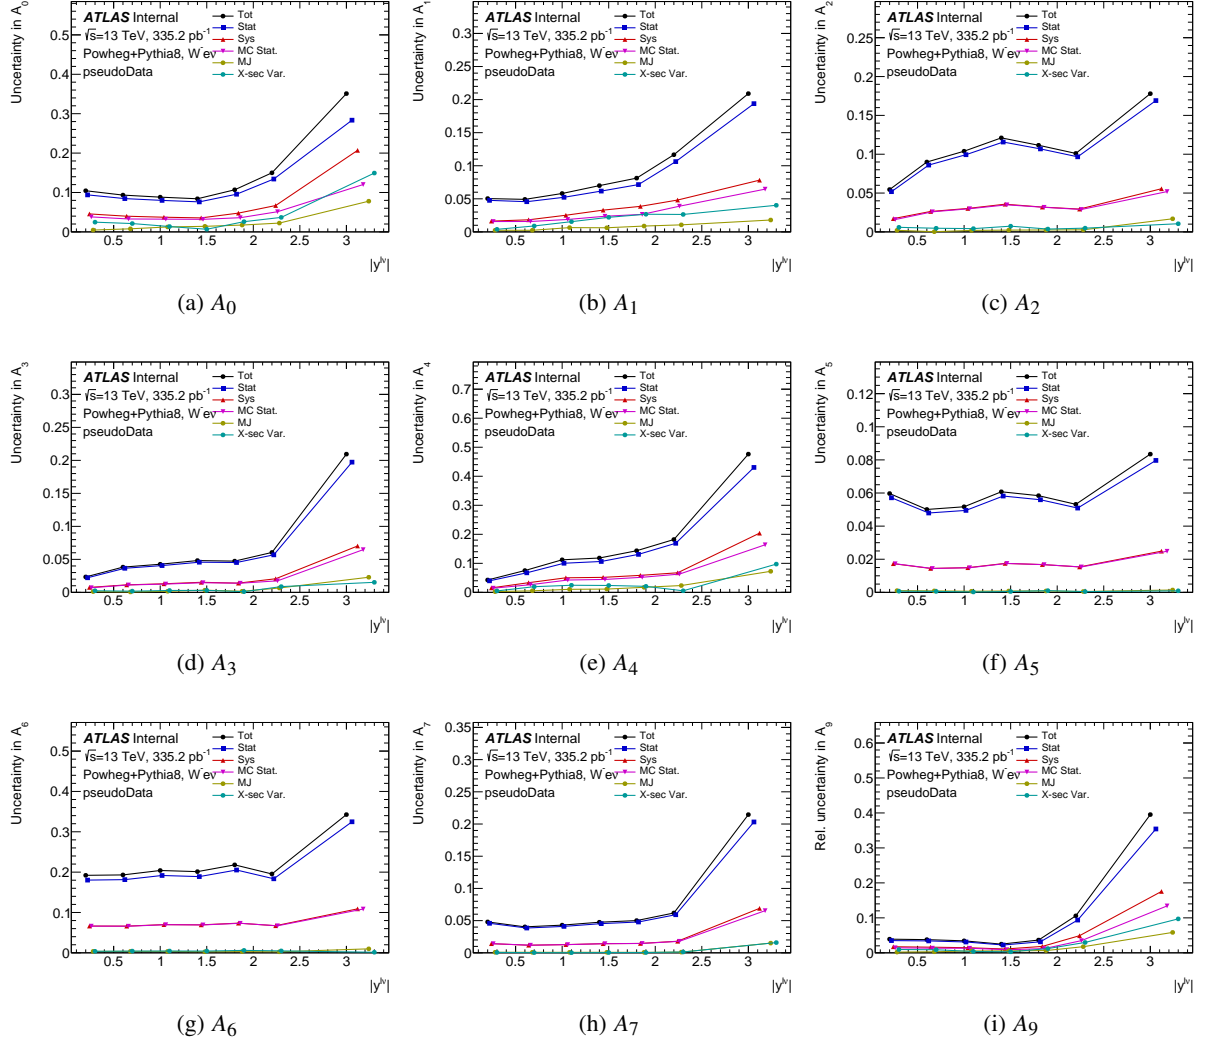 Uncertainty in A0
ATLAS Internal
√s=13 TeV, 335.2 pb-1
Powheg+Pythia8, W-eν
pseudoData
Tot
Stat
Sys
MC Stat.
MJ
X-sec Var.
0.5
0.4
0.3
0.2
0.1
0
0.5 1 1.5 2 2.5 3
|ylν|
(a) A0
Uncertainty in A1
ATLAS Internal
√s=13 TeV, 335.2 pb-1
Powheg+Pythia8, W-eν
pseudoData
Tot
Stat
Sys
MC Stat.
MJ
X-sec Var.
0.3
0.25
0.2
0.15
0.1
0.05
0
0.5 1 1.5 2 2.5 3
|ylν|
(b) A1
Uncertainty in A2
ATLAS Internal
√s=13 TeV, 335.2 pb-1
Powheg+Pythia8, W-eν
pseudoData
Tot
Stat
Sys
MC Stat.
MJ
X-sec Var.
0.25
0.2
0.15
0.1
0.05
0
0.5 1 1.5 2 2.5 3
|ylν|
(c) A2
Uncertainty in A3
ATLAS Internal
√s=13 TeV, 335.2 pb-1
Powheg+Pythia8, W-eν
pseudoData
Tot
Stat
Sys
MC Stat.
MJ
X-sec Var.
0.3
0.25
0.2
0.15
0.1
0.05
0
0.5 1 1.5 2 2.5 3
|ylν|
(d) A3
Uncertainty in A4
ATLAS Internal
√s=13 TeV, 335.2 pb-1
Powheg+Pythia8, W-eν
pseudoData
Tot
Stat
Sys
MC Stat.
MJ
X-sec Var.
0.7
0.6
0.5
0.4
0.3
0.2
0.1
0
0.5 1 1.5 2 2.5 3
|ylν|
(e) A4
Uncertainty in A5
ATLAS Internal
√s=13 TeV, 335.2 pb-1
Powheg+Pythia8, W-eν
pseudoData
Tot
Stat
Sys
MC Stat.
MJ
X-sec Var.
0.12
0.1
0.08
0.06
0.04
0.02
0
0.5 1 1.5 2 2.5 3
|ylν|
(f) A5
Uncertainty in A6
ATLAS Internal
√s=13 TeV, 335.2 pb-1
Powheg+Pythia8, W-eν
pseudoData
Tot
Stat
Sys
MC Stat.
MJ
X-sec Var.
0.5
0.4
0.3
0.2
0.1
0
0.5 1 1.5 2 2.5 3
|ylν|
(g) A6
Uncertainty in A7
ATLAS Internal
√s=13 TeV, 335.2 pb-1
Powheg+Pythia8, W-eν
pseudoData
Tot
Stat
Sys
MC Stat.
MJ
X-sec Var.
0.35
0.3
0.25
0.2
0.15
0.1
0.05
0
0.5 1 1.5 2 2.5 3
|ylν|
(h) A7
Rel. uncertainty in A9
ATLAS Internal
√s=13 TeV, 335.2 pb-1
Powheg+Pythia8, W-eν
pseudoData
Tot
Stat
Sys
MC Stat.
MJ
X-sec Var.
0.6
0.5
0.4
0.3
0.2
0.1
0
0.5 1 1.5 2 2.5 3
|ylν|
(i) A9